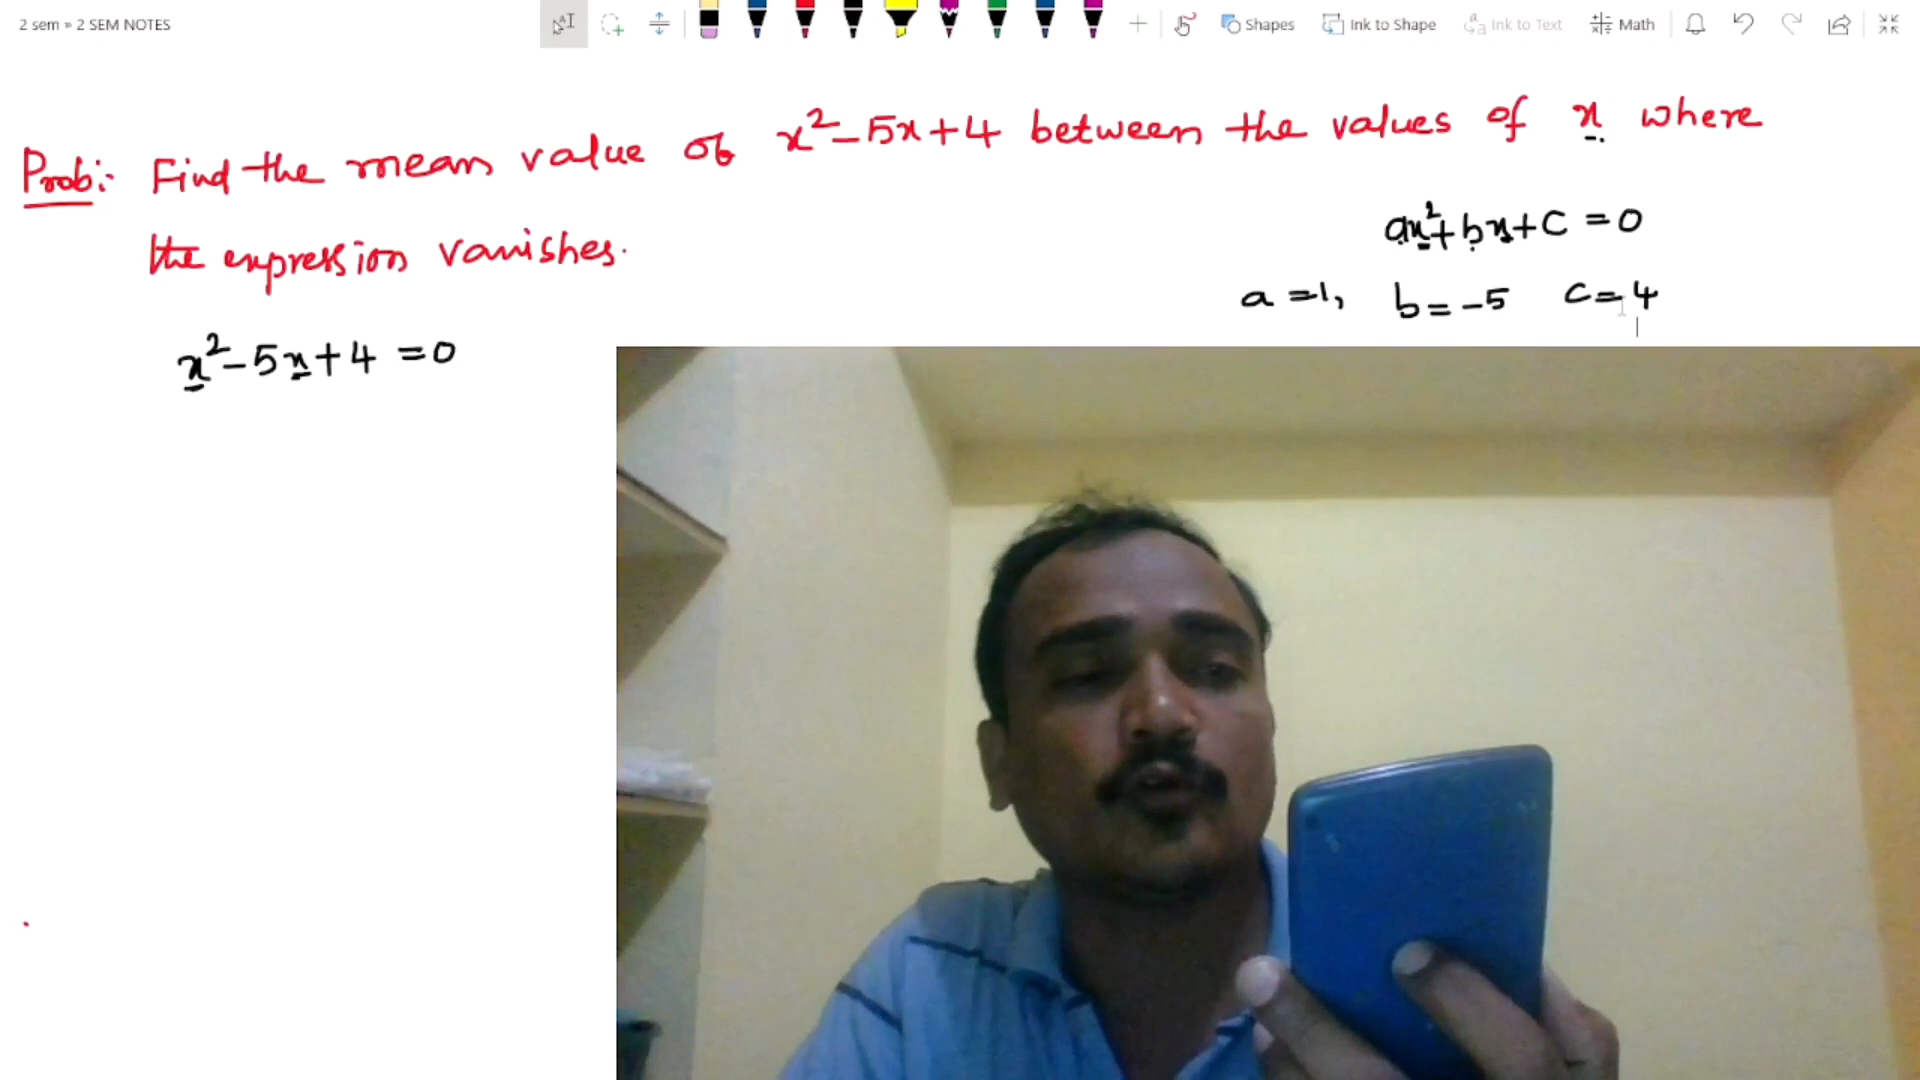 2 sem » 2 SEM NOTES
Shapes Ink to Shape Ink to Text Math
Prob:- Find the mean value of x²-5x+4 between the values of x where
the expression vanishes.
ax²+bx+c=0
a=1, b=-5 c=4
x²-5x+4=0